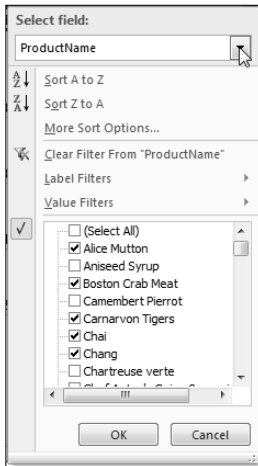 Select field:
ProductName
Sort A to Z
Sort Z to A
More Sort Options...
Clear Filter From "ProductName"
Label Filters
Value Filters
(Select All)
Alice Mutton
Aniseed Syrup
Boston Crab Meat
Camembert Pierrot
Carnarvon Tigers
Chai
Chang
Chartreuse verte
OK Cancel